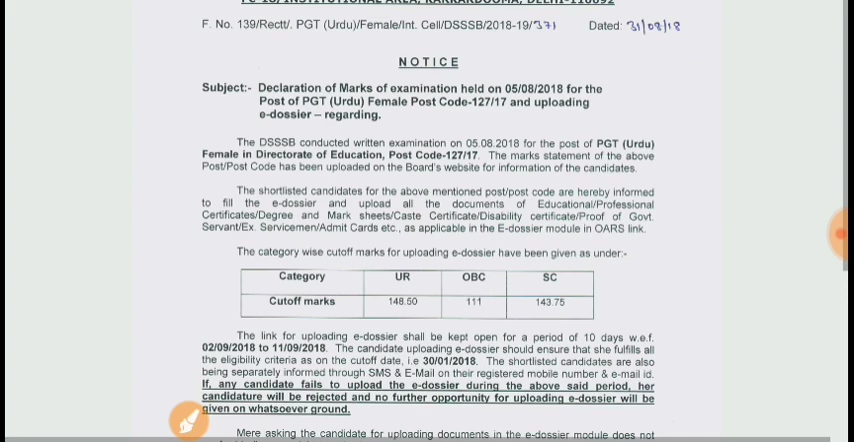 FC-18, INSTITUTIONAL AREA, KARKARDOOMA, DELHI-110092
F. No. 139/Rectt/. PGT (Urdu)/Female/Int. Cell/DSSSB/2018-19/371 Dated: 31/08/18
NOTICE
Subject:- Declaration of Marks of examination held on 05/08/2018 for the
Post of PGT (Urdu) Female Post Code-127/17 and uploading
e-dossier – regarding.
The DSSSB conducted written examination on 05.08.2018 for the post of PGT (Urdu)
Female in Directorate of Education, Post Code-127/17. The marks statement of the above
Post/Post Code has been uploaded on the Board's website for information of the candidates.
The shortlisted candidates for the above mentioned post/post code are hereby informed
to fill the e-dossier and upload all the documents of Educational/Professional
Certificates/Degree and Mark sheets/Caste Certificate/Disability certificate/Proof of Govt.
Servant/Ex. Servicemen/Admit Cards etc., as applicable in the E-dossier module in OARS link.
The category wise cutoff marks for uploading e-dossier have been given as under:-
Category UR OBC SC
Cutoff marks 148.50 111 143.75
The link for uploading e-dossier shall be kept open for a period of 10 days w.e.f.
02/09/2018 to 11/09/2018. The candidate uploading e-dossier should ensure that she fulfills all
the eligibility criteria as on the cutoff date, i.e 30/01/2018. The shortlisted candidates are also
being separately informed through SMS & E-Mail on their registered mobile number & e-mail id.
If, any candidate fails to upload the e-dossier during the above said period, her
candidature will be rejected and no further opportunity for uploading e-dossier will be
given on whatsoever ground.
Mere asking the candidate for uploading documents in the e-dossier module does not